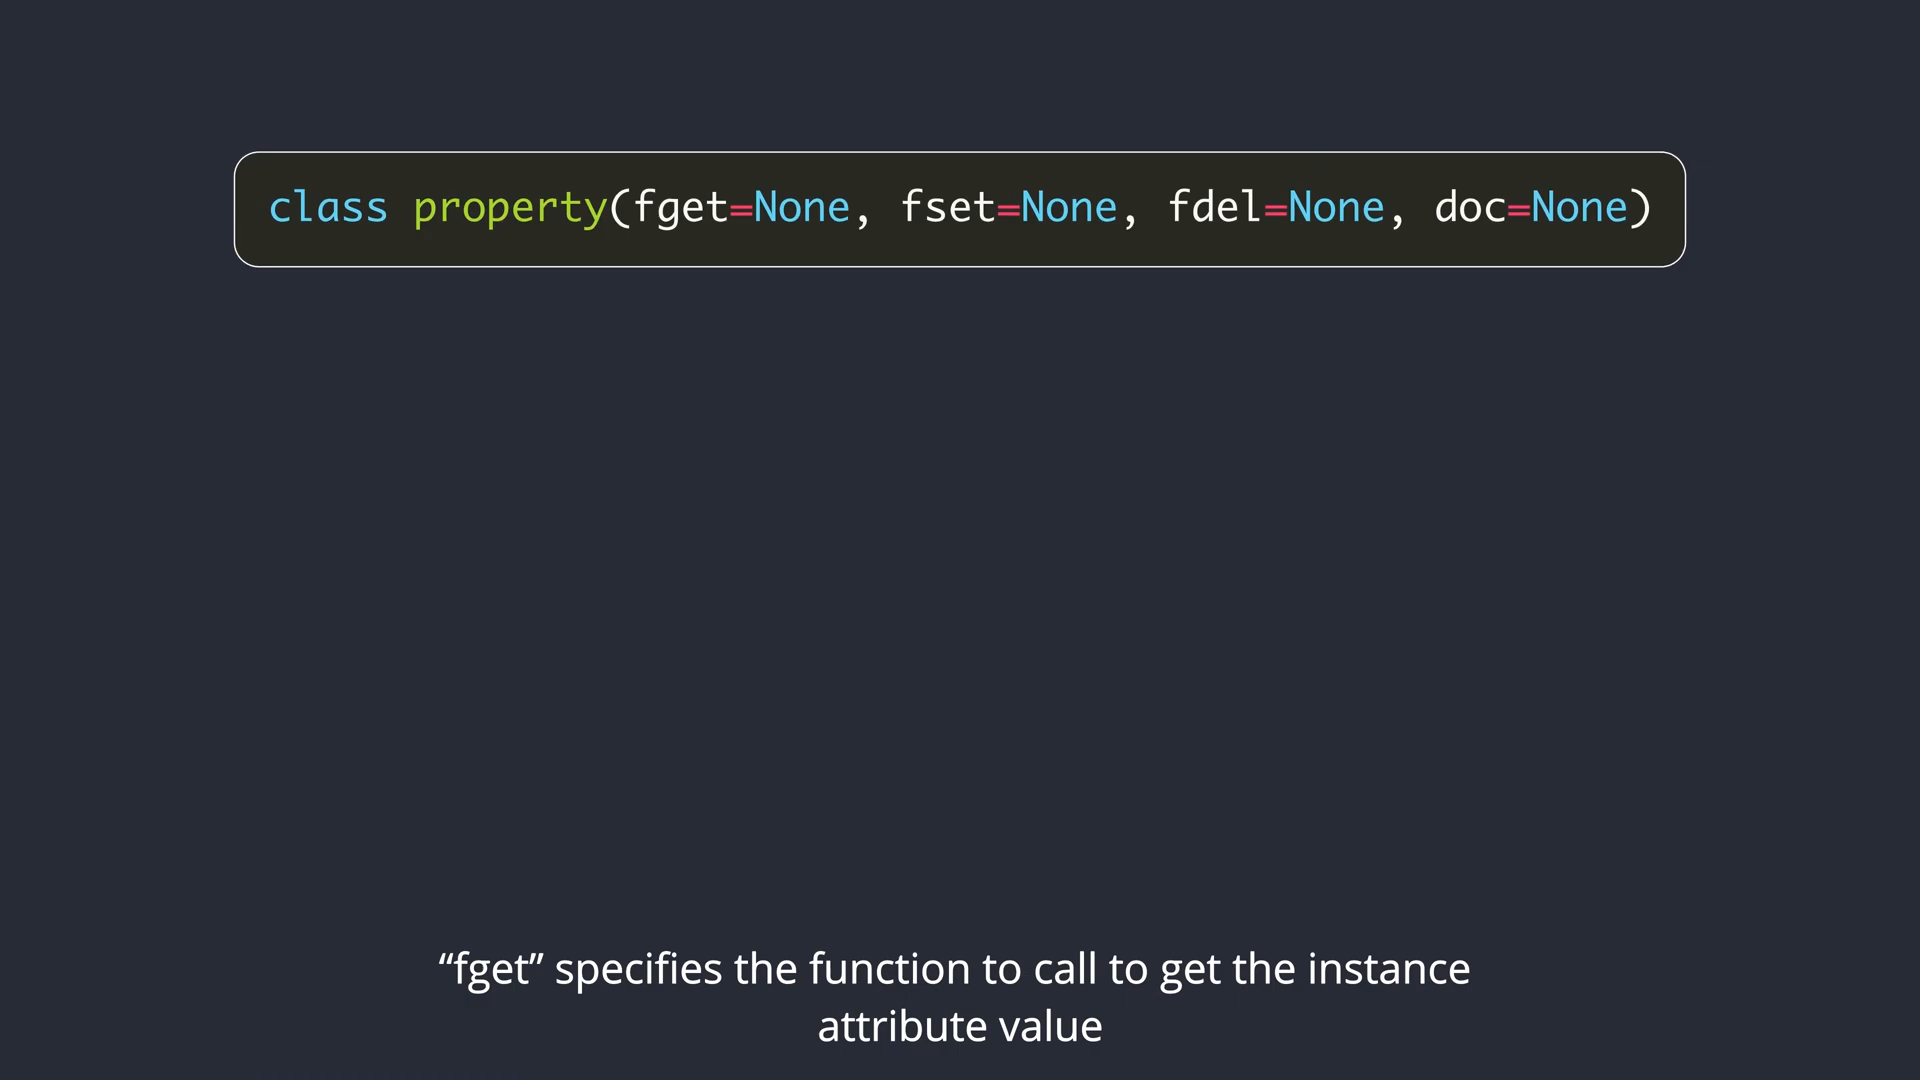 class property(fget=None, fset=None, fdel=None, doc=None)
“fget” specifies the function to call to get the instance
attribute value